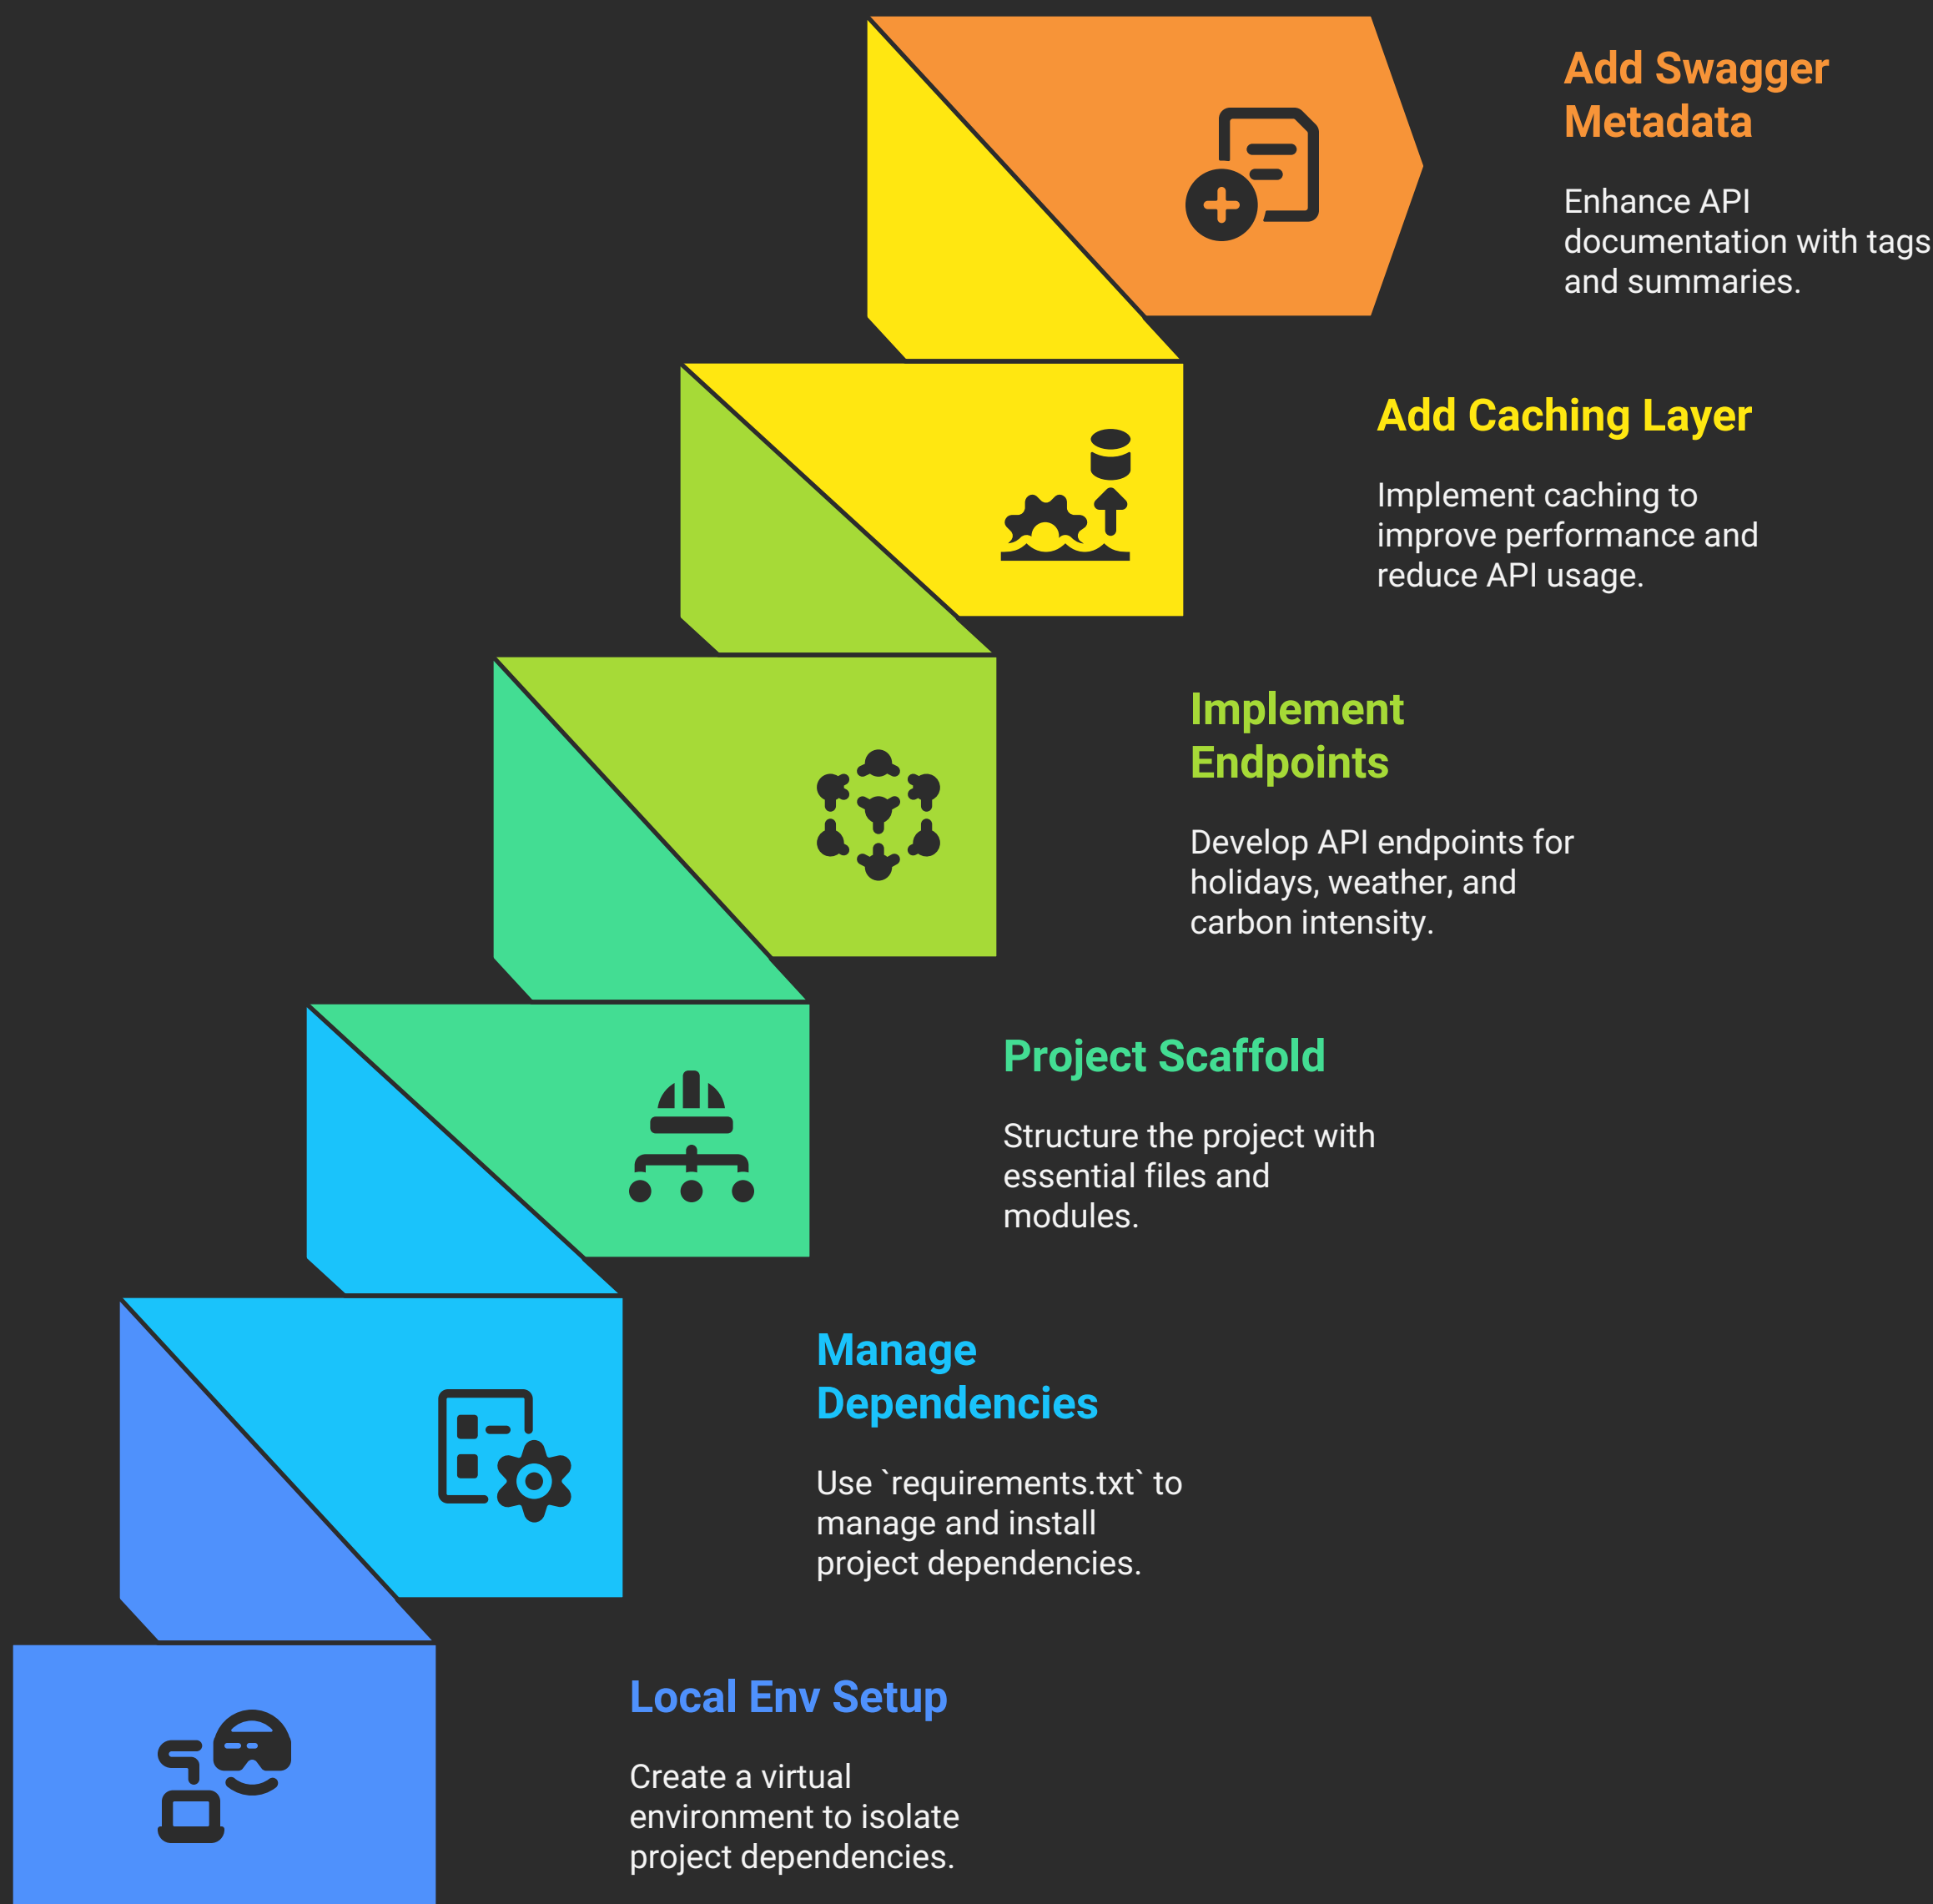 Add Swagger
Metadata
Enhance API
documentation with tags
and summaries.
Add Caching Layer
Implement caching to
improve performance and
reduce API usage.
Implement
Endpoints
Develop API endpoints for
holidays, weather, and
carbon intensity.
Project Scaffold
Structure the project with
essential files and
modules.
Manage
Dependencies
Use `requirements.txt` to
manage and install
project dependencies.
Local Env Setup
Create a virtual
environment to isolate
project dependencies.